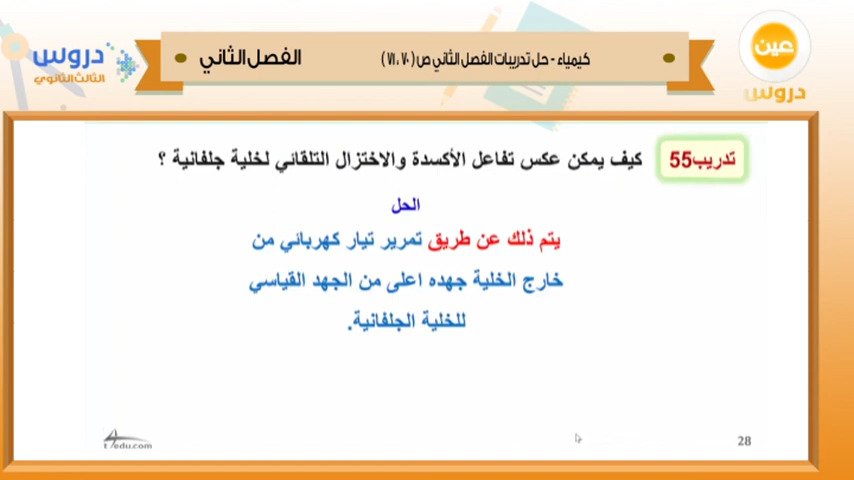 دروس
الثالث الثانوي
الفصل الثاني
كيمياء - حل تدريبات الفصل الثاني ص ( ٧٠ ، ٧١ )
عين
دروس
تدريب55 كيف يمكن عكس تفاعل الأكسدة والاختزال التلقائي لخلية جلفانية ؟
الحل
يتم ذلك عن طريق تمرير تيار كهربائي من
خارج الخلية جهده اعلى من الجهد القياسي
للخلية الجلفانية.
t4edu.com
28